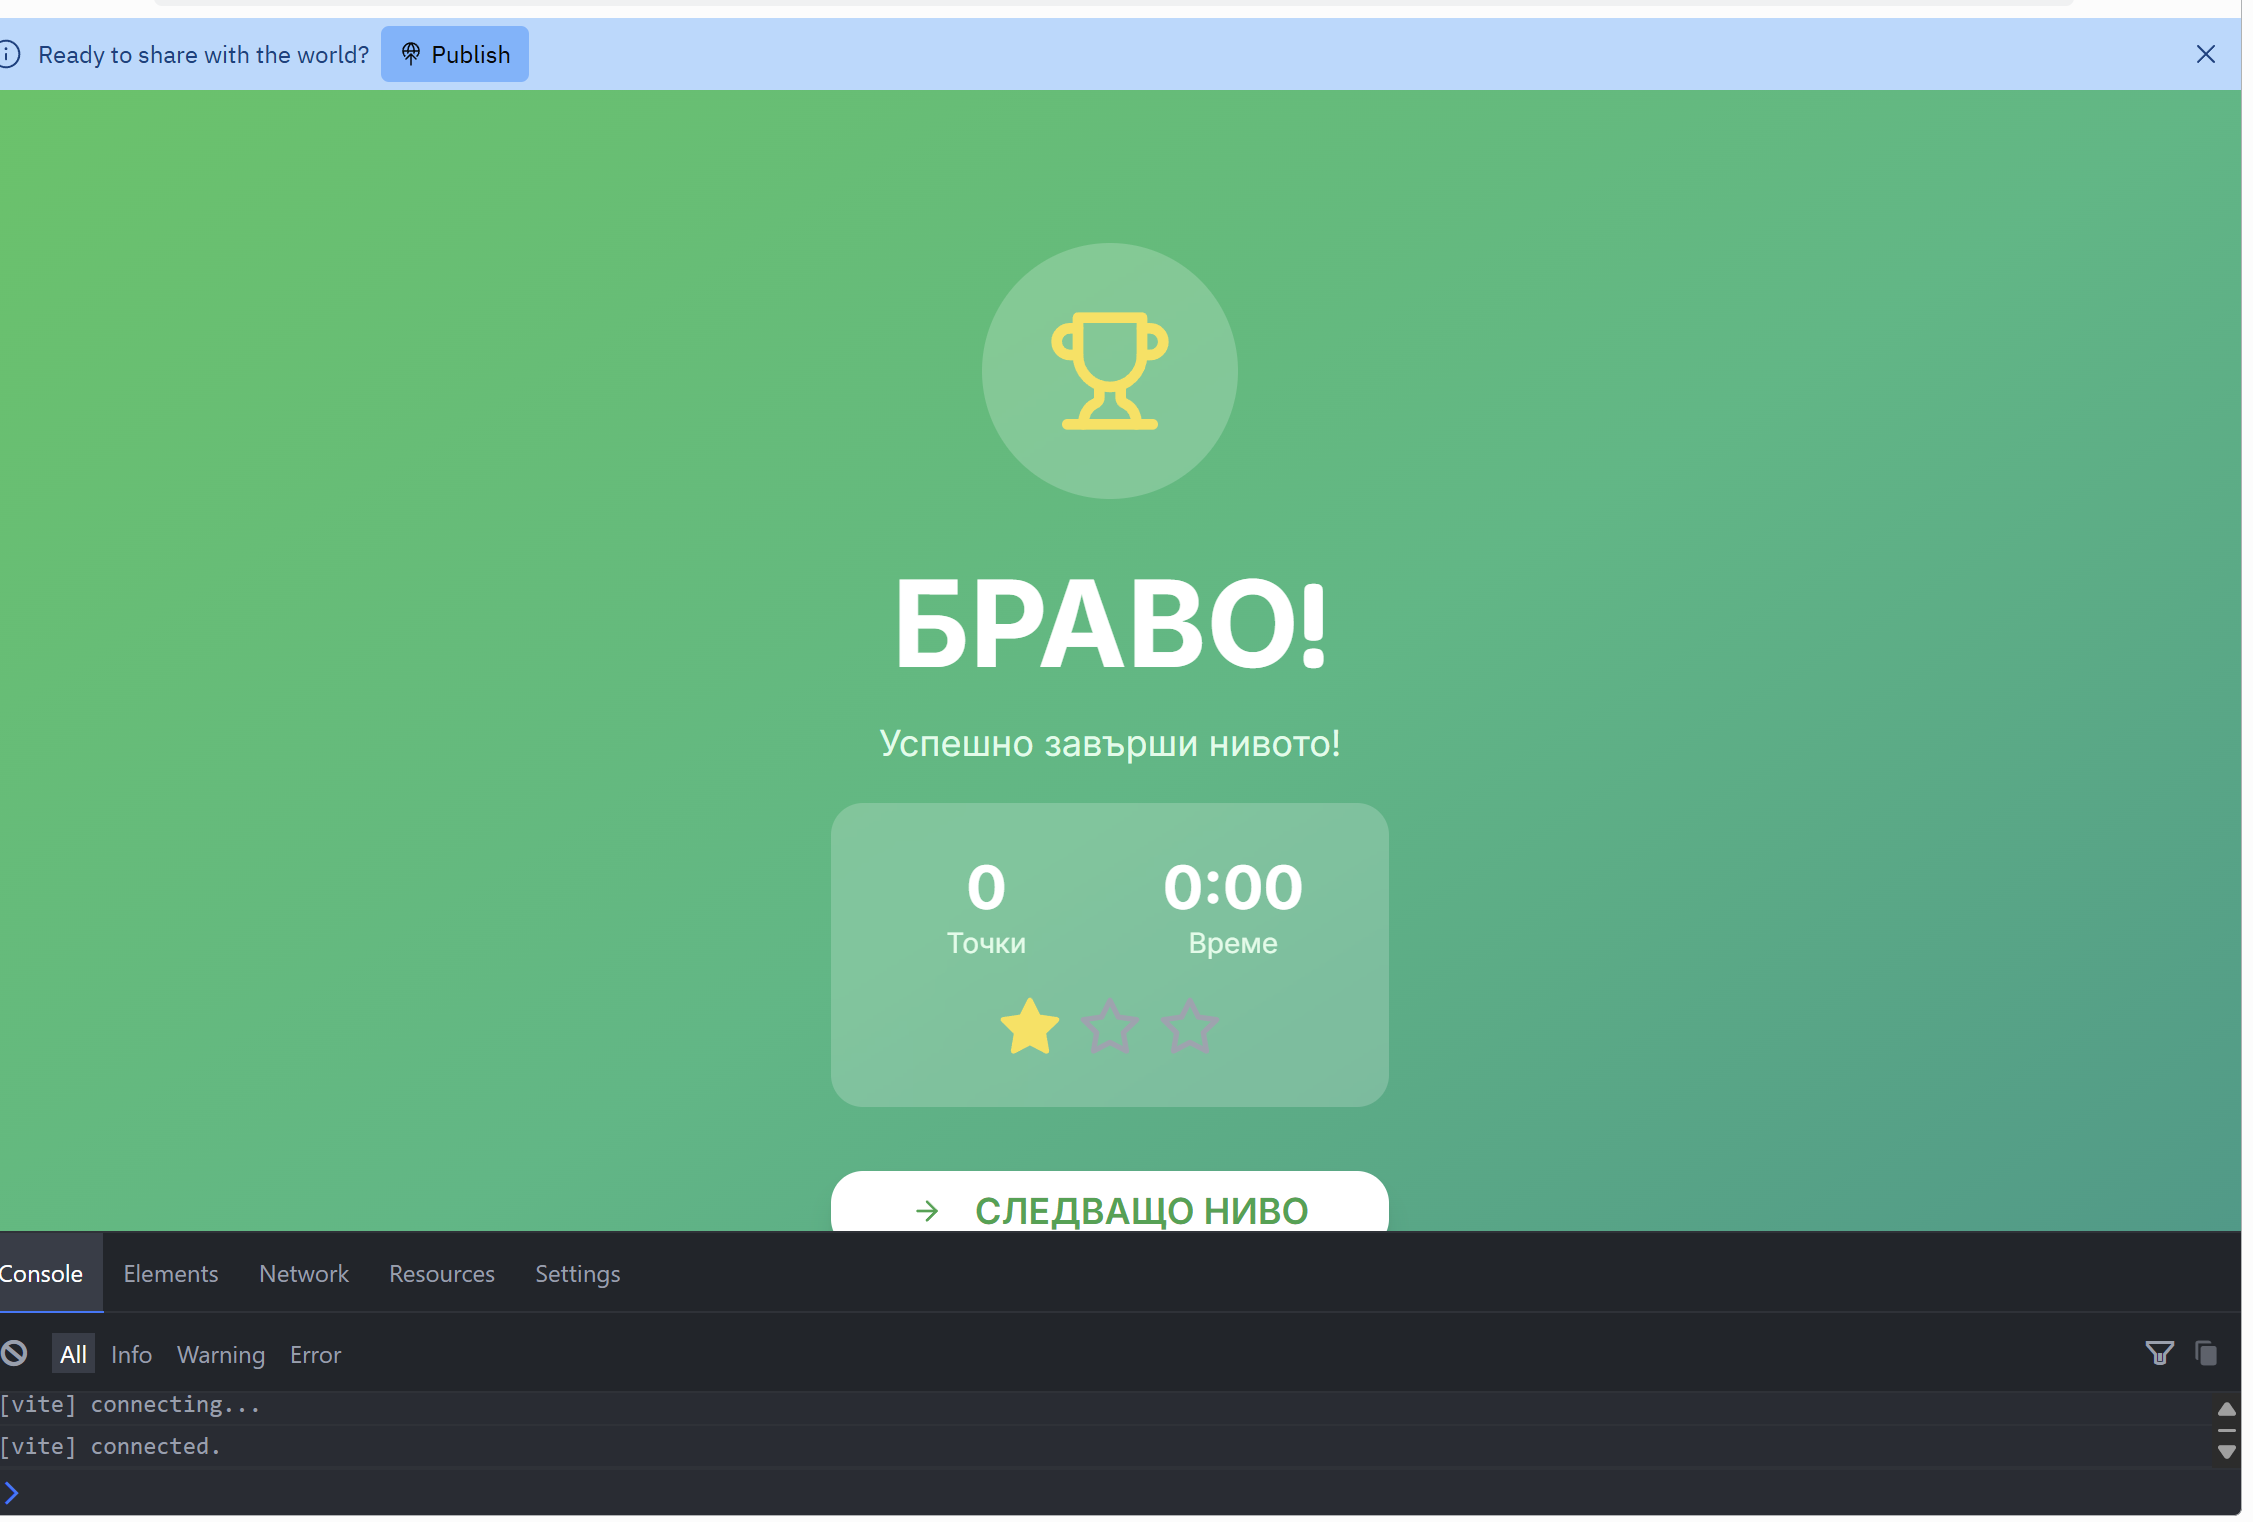 Ready to share with the world? Publish
БРАВО!
Успешно завърши нивото!
0 0:00
Точки Време
СЛЕДВАЩО НИВО
Console Elements Network Resources Settings
All Info Warning Error
[vite] connecting...
[vite] connected.